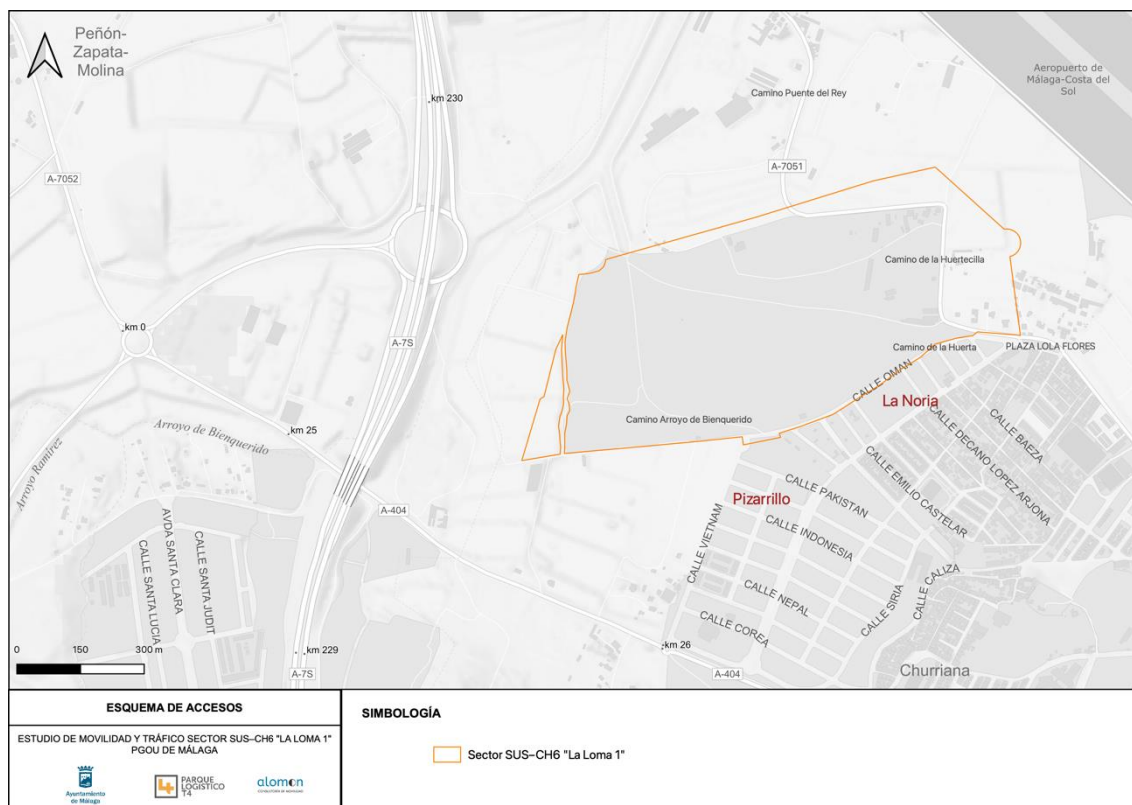 Peñón-
Zapata-
Molina
Aeropuerto de
Málaga-Costa del
Sol
km 230
Camino Puente del Rey
A-7051
A-7052
Camino de la Huertecilla
km 0
A-7S
Camino de la Huerta
PLAZA LOLA FLORES
CALLE OMAN
La Noria
CALLE BAEZA
CALLE DECANO LOPEZ ARJONA
Camino Arroyo de Bienquerido
km 25
Arroyo de Bienquerido
Arroyo Ramírez
CALLE EMILIO CASTELAR
CALLE PAKISTAN
Pizarrillo
A-404
CALLE VIETNAM
CALLE INDONESIA
AVDA SANTA CLARA
CALLE SANTA JUDIT
CALLE SANTA LUCIA
CALLE NEPAL
CALLE SIRIA
CALLE CALIZA
CALLE COREA
km 26
km 229
0 150 300 m
A-7S
A-404
Churriana
ESQUEMA DE ACCESOS
ESTUDIO DE MOVILIDAD Y TRÁFICO SECTOR SUS–CH6 "LA LOMA 1"
PGOU DE MÁLAGA
Ayuntamiento
de Málaga
PARQUE
LOGÍSTICO
T4
alomon
CONSULTORÍA DE MOVILIDAD
SIMBOLOGÍA
Sector SUS–CH6 "La Loma 1"